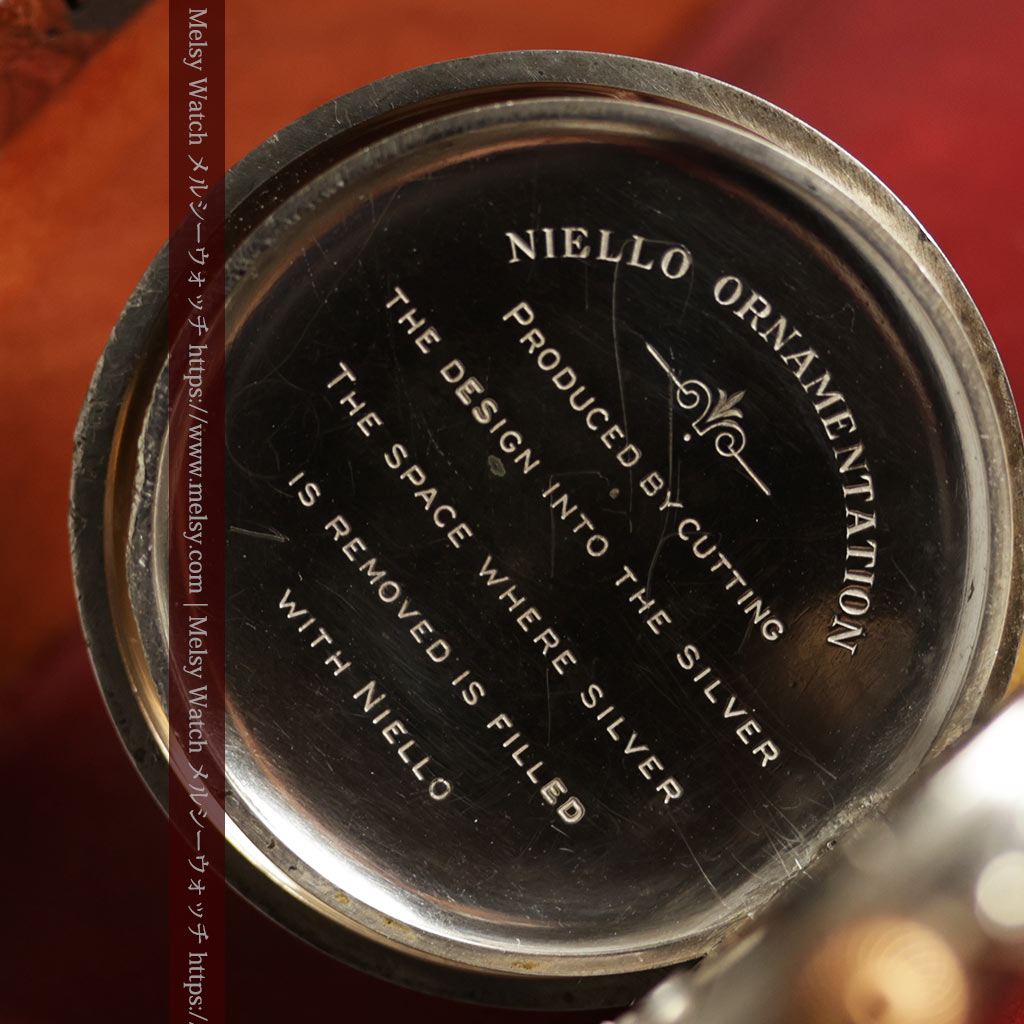 NIELLO ORNAMENTATION
PRODUCED BY CUTTING
THE DESIGN INTO THE SILVER
THE SPACE WHERE SILVER
IS REMOVED IS FILLED
WITH NIELLO
Melsy Watch メルシーウォッチ https://www.melsy.com | Melsy Watch メルシーウォッチ https:/